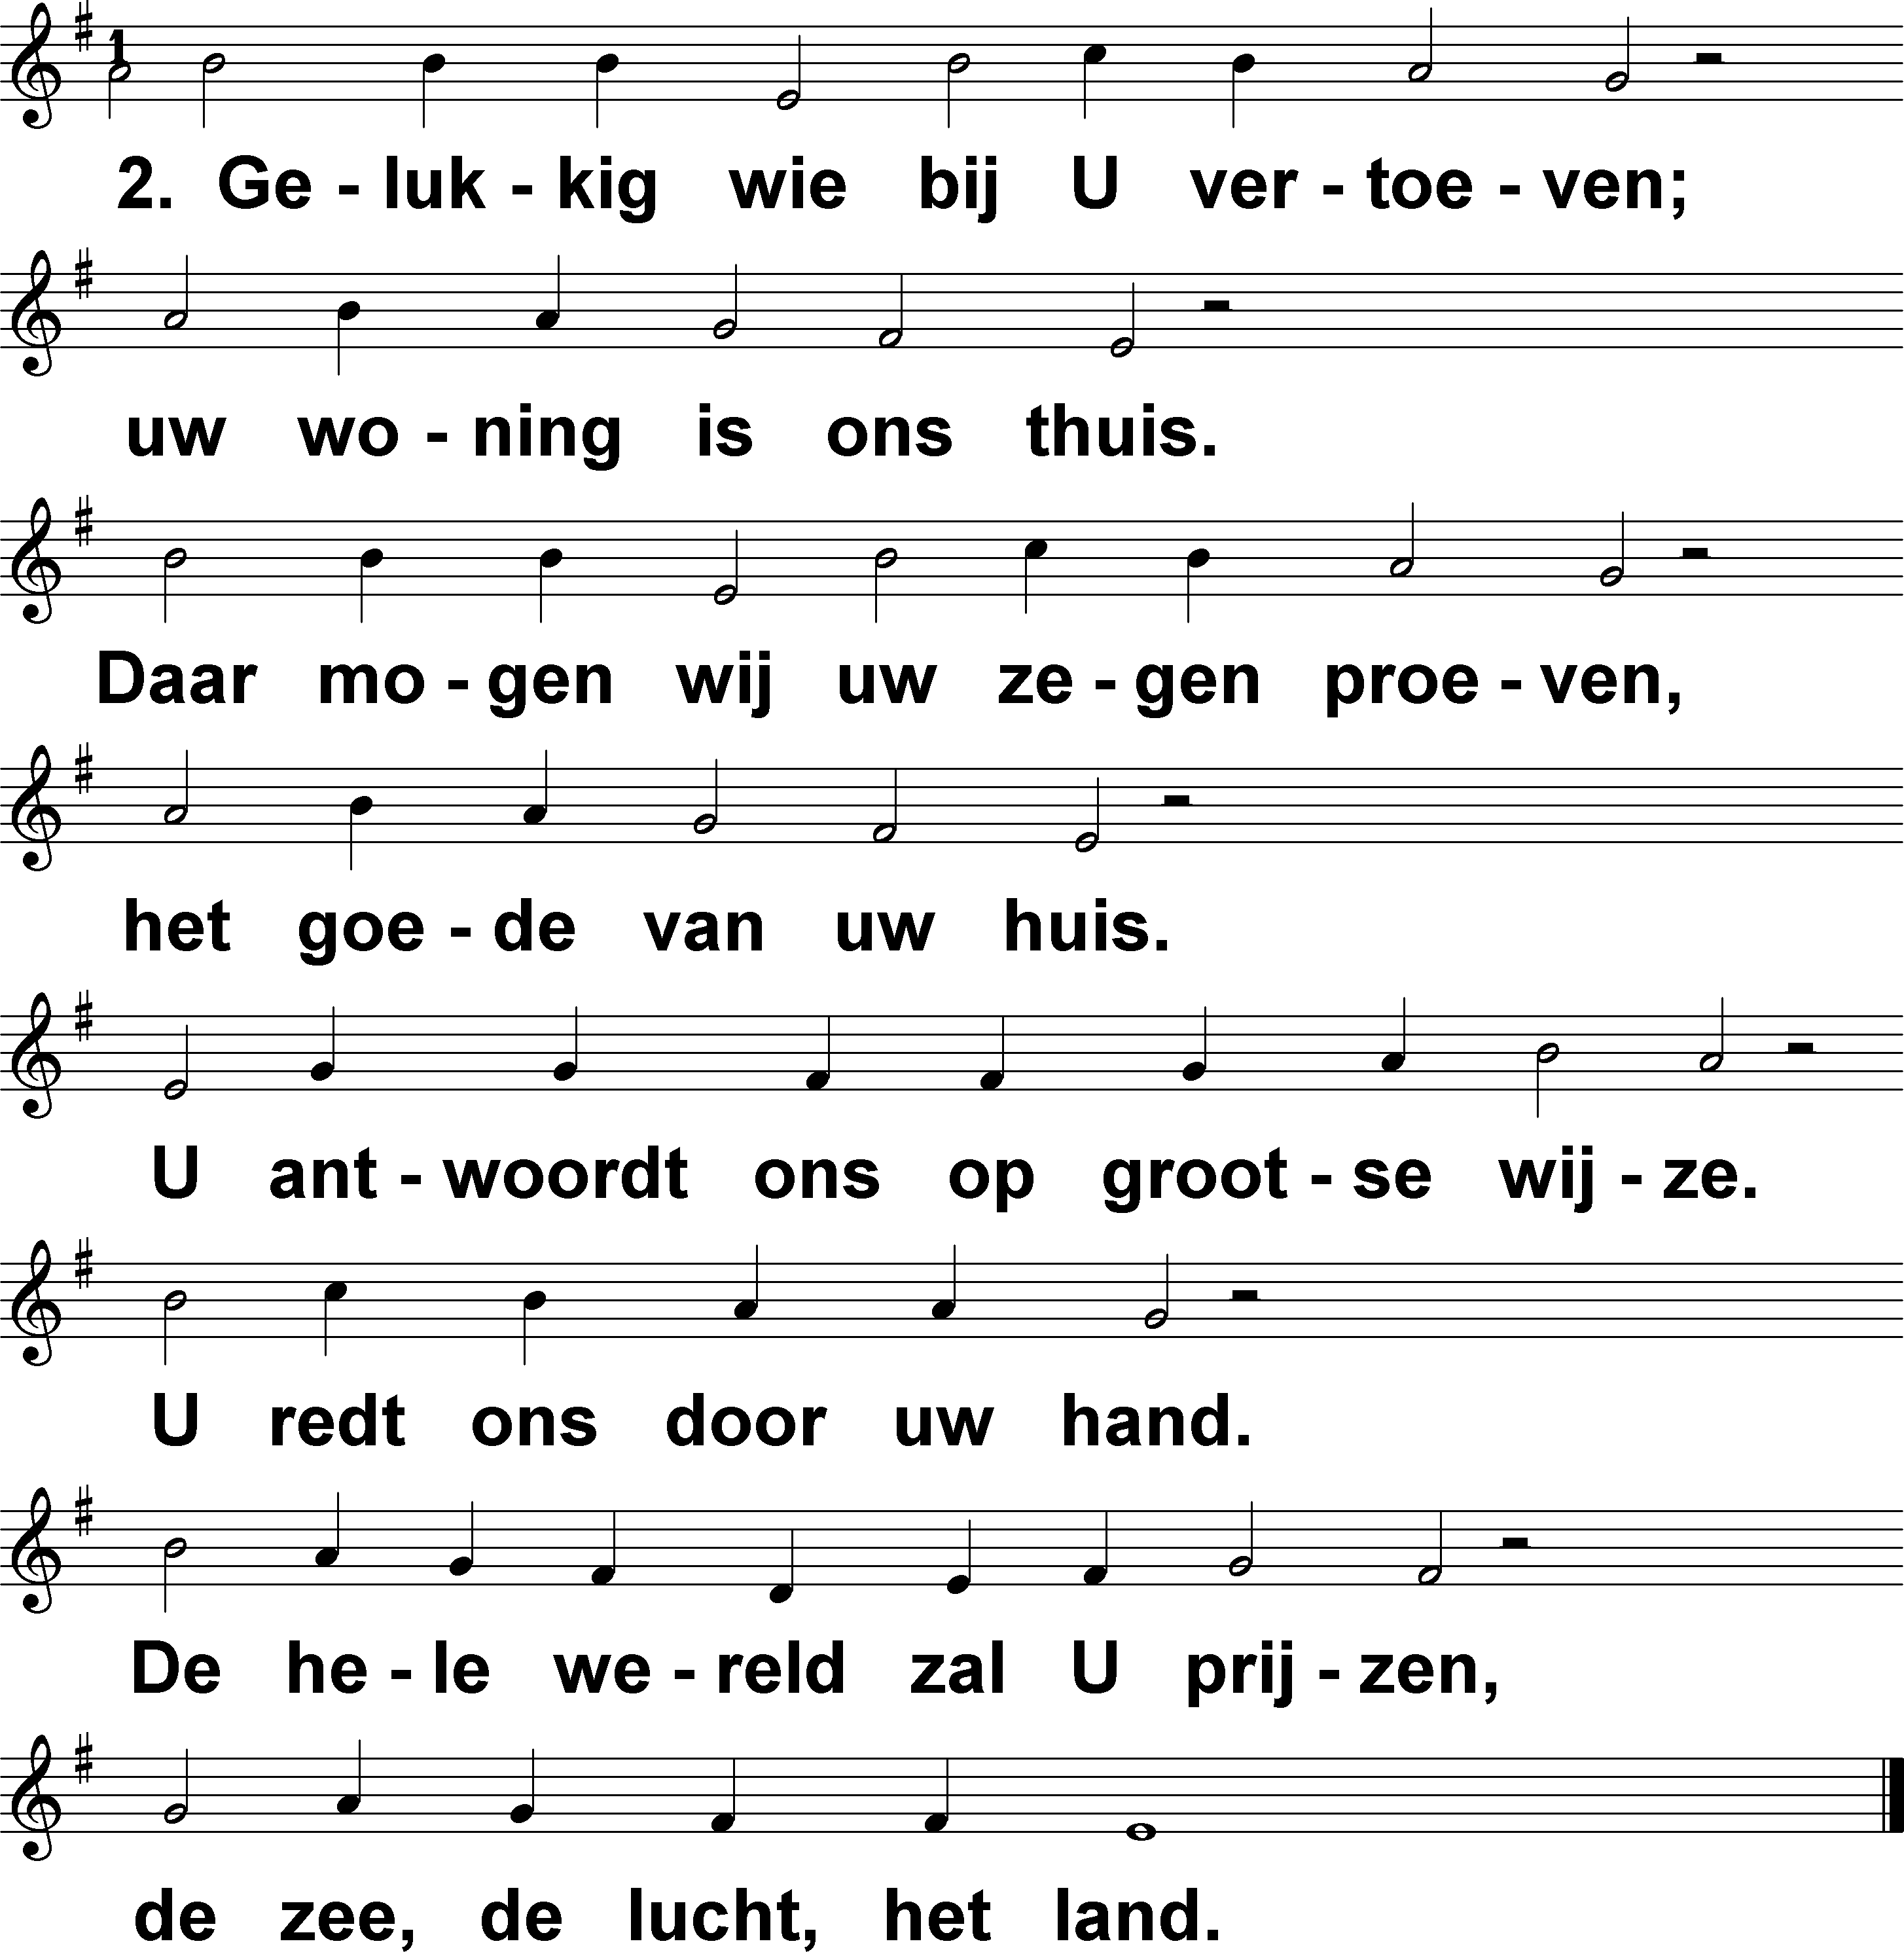 2. Ge - luk - kig wie bij U ver - toe - ven;
uw wo - ning is ons thuis.
Daar mo - gen wij uw ze - gen proe - ven,
het goe - de van uw huis.
U ant - woordt ons op groot - se wij - ze.
U redt ons door uw hand.
De he - le we - reld zal U prij - zen,
de zee, de lucht, het land.